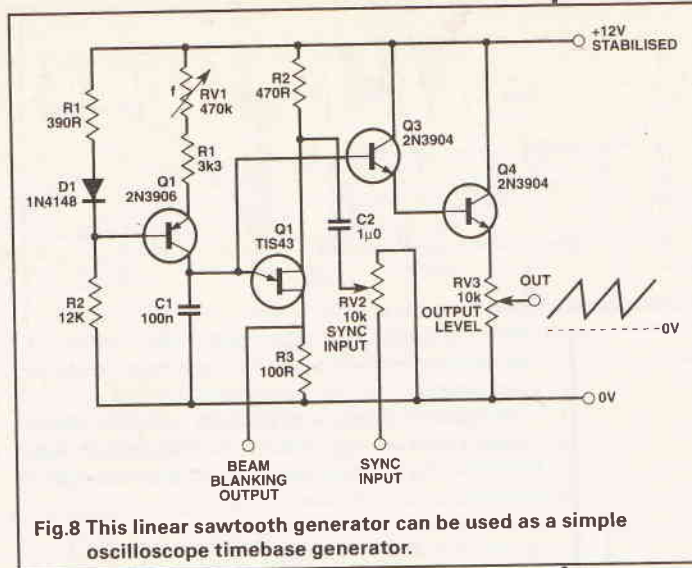 +12V
STABILISED
R1
390R
f
RV1
470k
R2
470R
R1
3k3
Q3
2N3904
D1
1N4148
Q1
2N3906
Q4
2N3904
Q1
TIS43
C2
1µ0
R2
12K
C1
100n
RV2
10k
SYNC
INPUT
RV3
10k
OUTPUT
LEVEL
OUT
0V
R3
100R
0V
BEAM
BLANKING
OUTPUT
SYNC
INPUT
Fig.8 This linear sawtooth generator can be used as a simple
oscilloscope timebase generator.